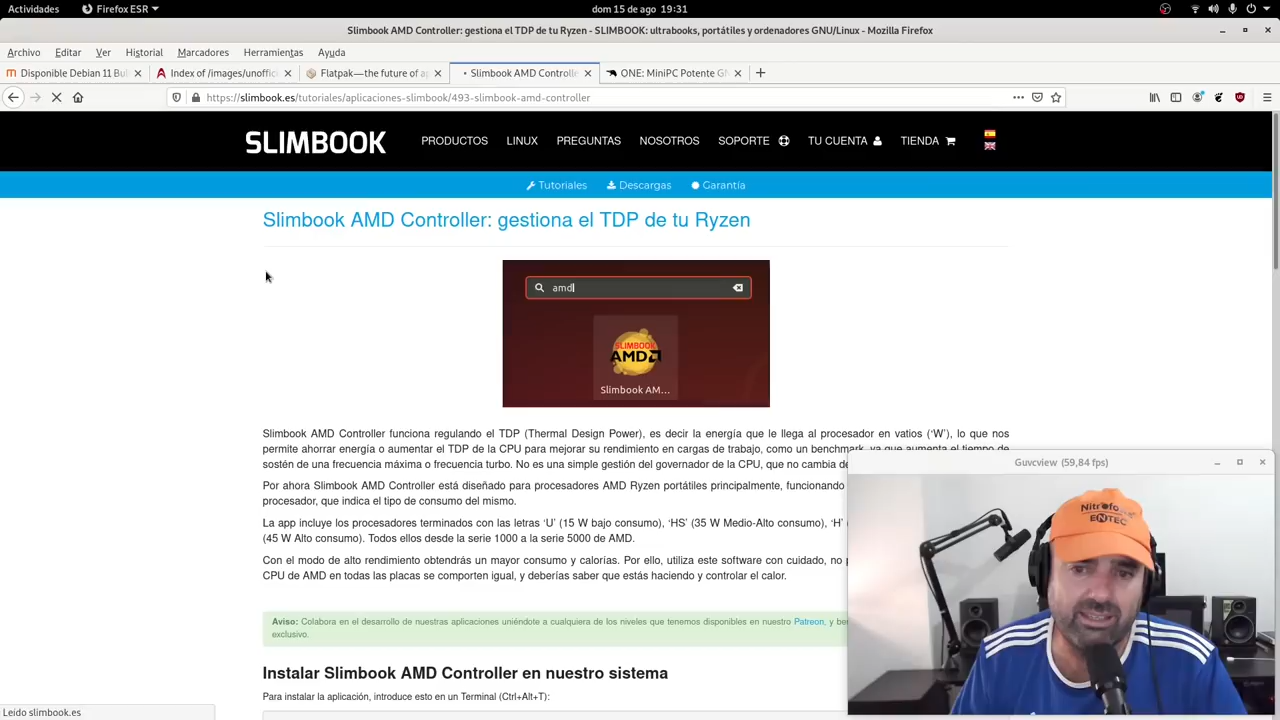 Actividades
Firefox ESR
dom 15 de ago 19:31
Slimbook AMD Controller: gestiona el TDP de tu Ryzen - SLIMBOOK: ultrabooks, portátiles y ordenadores GNU/Linux - Mozilla Firefox
Archivo Editar Ver Historial Marcadores Herramientas Ayuda
Disponible Debian 11 Bul
Index of /images/unoffic
Flatpak—the future of ap
Slimbook AMD Controlle
ONE: MiniPC Potente GN
https://slimbook.es/tutoriales/aplicaciones-slimbook/493-slimbook-amd-controller
SLIMBOOK PRODUCTOS LINUX PREGUNTAS NOSOTROS SOPORTE TU CUENTA TIENDA
Tutoriales Descargas Garantía
Slimbook AMD Controller: gestiona el TDP de tu Ryzen
amd
SLIMBOOK
AMD
Slimbook AM...
Slimbook AMD Controller funciona regulando el TDP (Thermal Design Power), es decir la energía que le llega al procesador en vatios ('W'), lo que nos
permite ahorrar energía o aumentar el TDP de la CPU para mejorar su rendimiento en cargas de trabajo, como un benchmark, ya que aumenta el tiempo de
sostén de una frecuencia máxima o frecuencia turbo. No es una simple gestión del governador de la CPU, que no cambia de
Por ahora Slimbook AMD Controller está diseñado para procesadores AMD Ryzen portátiles principalmente, funcionando
procesador, que indica el tipo de consumo del mismo.
La app incluye los procesadores terminados con las letras 'U' (15 W bajo consumo), 'HS' (35 W Medio-Alto consumo), 'H' (
(45 W Alto consumo). Todos ellos desde la serie 1000 a la serie 5000 de AMD.
Con el modo de alto rendimiento obtendrás un mayor consumo y calorías. Por ello, utiliza este software con cuidado, no
CPU de AMD en todas las placas se comporten igual, y deberías saber que estás haciendo y controlar el calor.
Aviso: Colabora en el desarrollo de nuestras aplicaciones uniéndote a cualquiera de los niveles que tenemos disponibles en nuestro Patreon, y
exclusivo.
Instalar Slimbook AMD Controller en nuestro sistema
Para instalar la aplicación, introduce esto en un Terminal (Ctrl+Alt+T):
Leído slimbook.es
Guvcview (59,84 fps)
Nitrofo
ENTEC